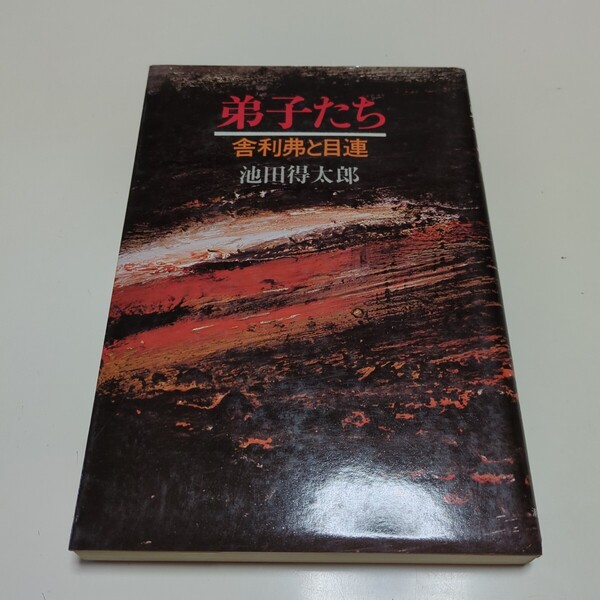 弟子たち
舎利弗と目連
池田得太郎